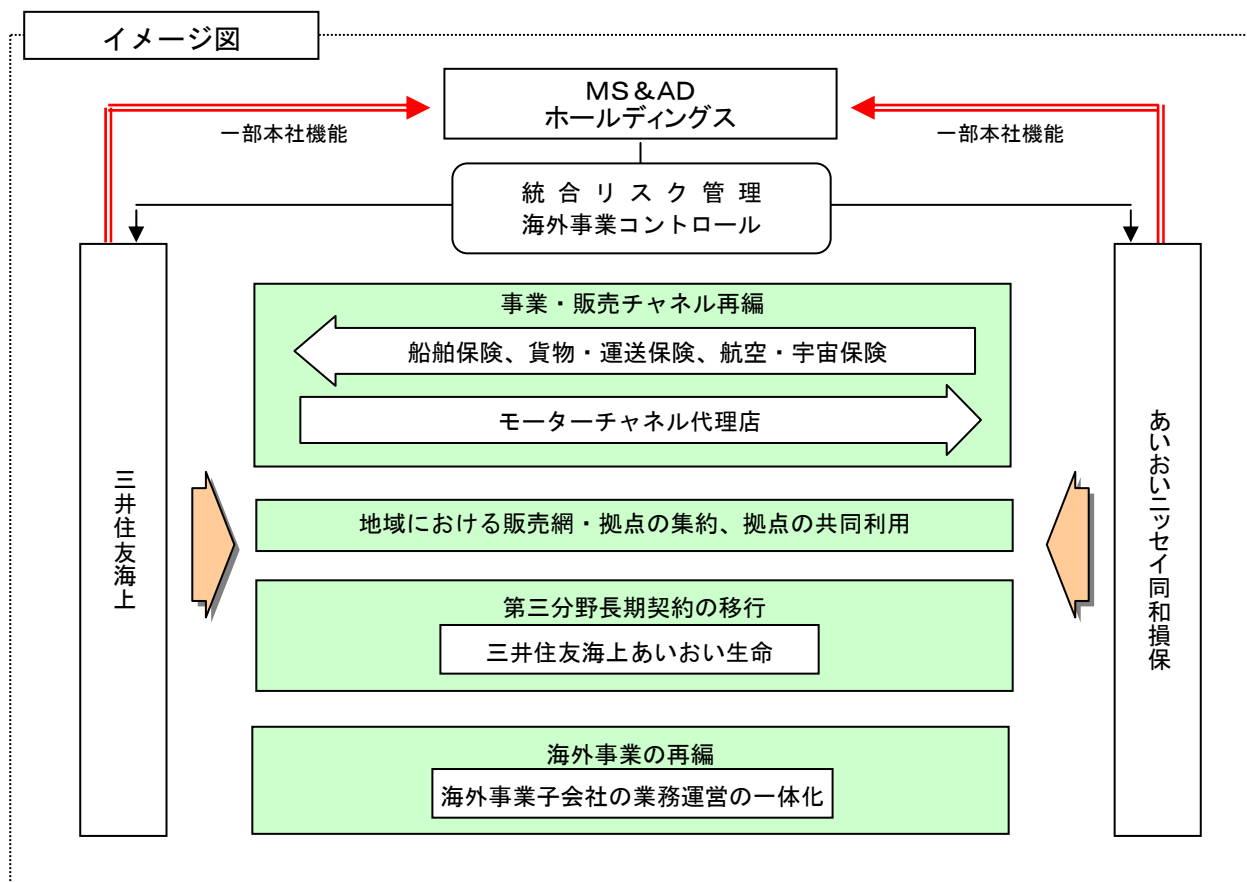 イメージ図
MS&AD
ホールディングス
一部本社機能
一部本社機能
統合リスク管理
海外事業コントロール
事業・販売チャネル再編
船舶保険、貨物・運送保険、航空・宇宙保険
モーターチャネル代理店
三井住友海上
あいおいニッセイ同和損保
地域における販売網・拠点の集約、拠点の共同利用
第三分野長期契約の移行
三井住友海上あいおい生命
海外事業の再編
海外事業子会社の業務運営の一体化